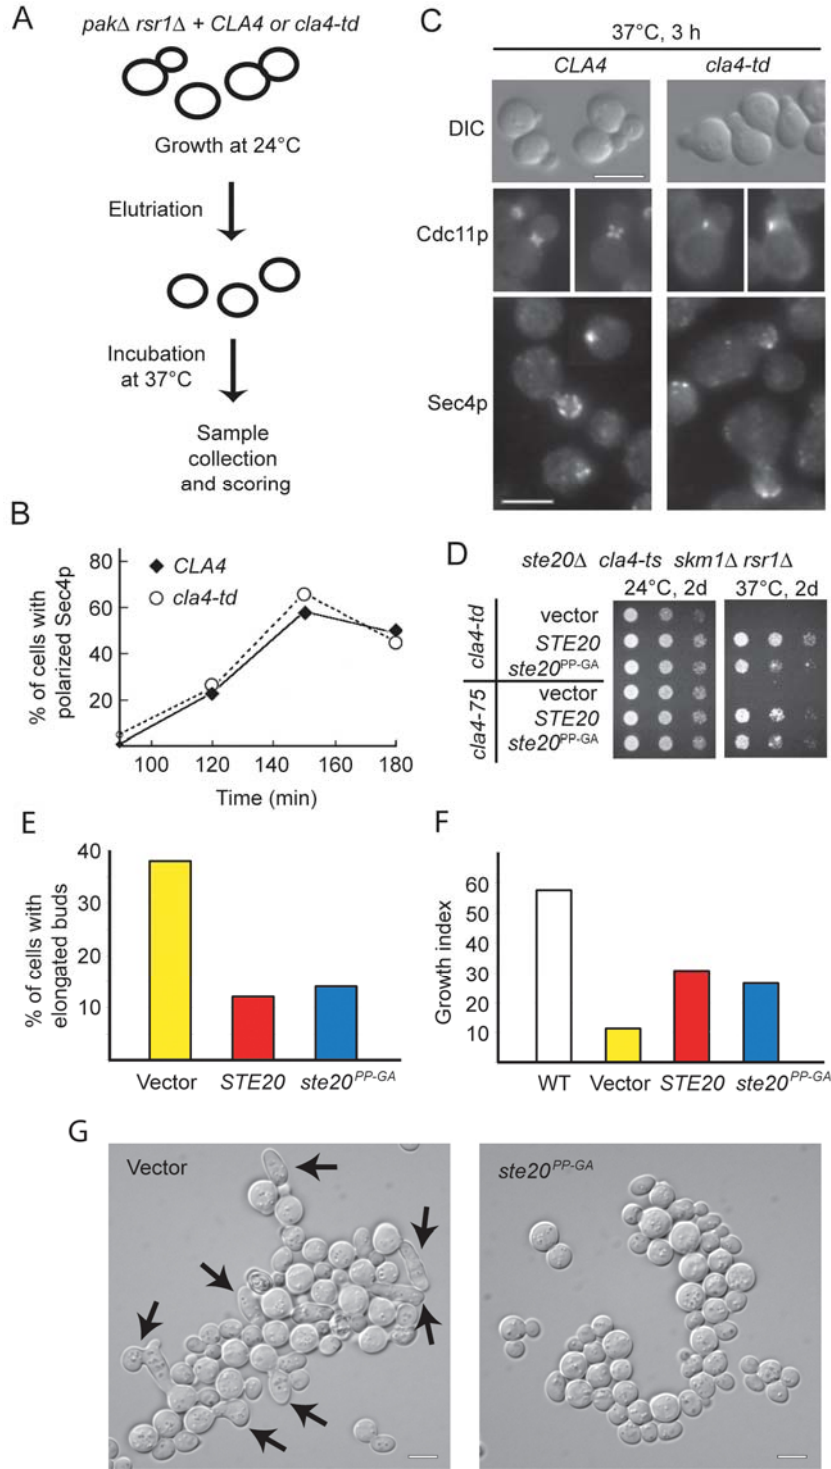 A
pakΔ rsr1Δ + CLA4 or cla4-td
Growth at 24°C
Elutriation
Incubation
at 37°C
Sample
collection
and scoring
B
% of cells with
polarized Sec4p
80
60
40
20
CLA4
cla4-td
100 120 140 160 180
Time (min)
C
37°C, 3 h
CLA4 cla4-td
DIC
Cdc11p
Sec4p
D
ste20Δ cla4-ts skm1Δ rsr1Δ
24°C, 2d 37°C, 2d
cla4-td
vector
STE20
ste20PP-GA
cla4-75
vector
STE20
ste20PP-GA
E
% of cells with
elongated buds
40
30
20
10
Vector STE20 ste20PP-GA
F
Growth index
60
50
40
30
20
10
WT Vector STE20 ste20PP-GA
G
Vector
ste20PP-GA